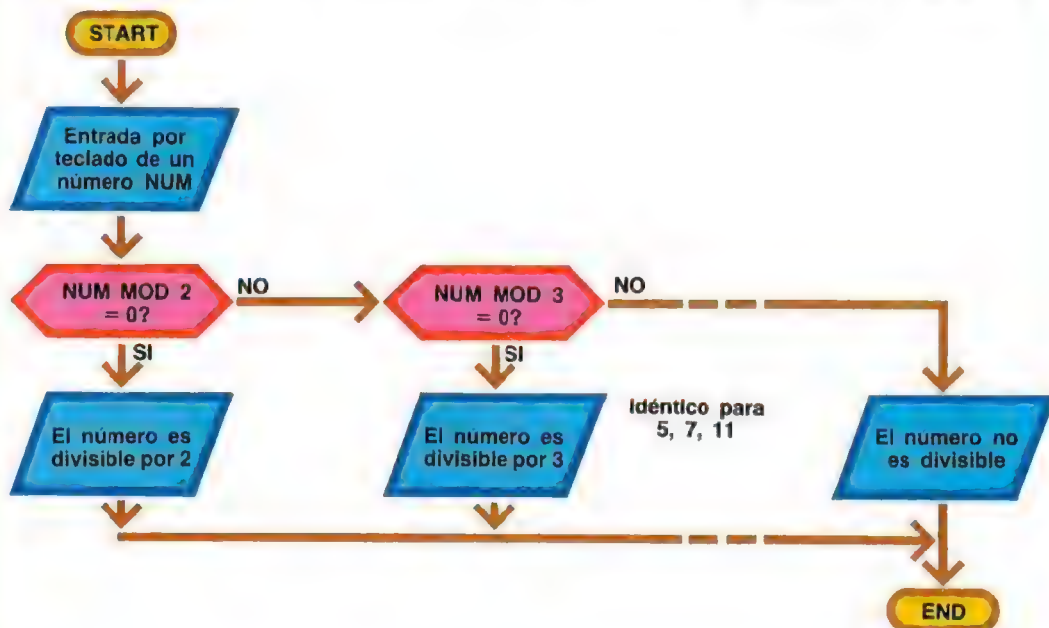 START
Entrada por
teclado de un
número NUM
NUM MOD 2
= 0?
NO
NUM MOD 3
= 0?
NO
SI
SI
El número es
divisible por 2
El número es
divisible por 3
Idéntico para
5, 7, 11
El número no
es divisible
END